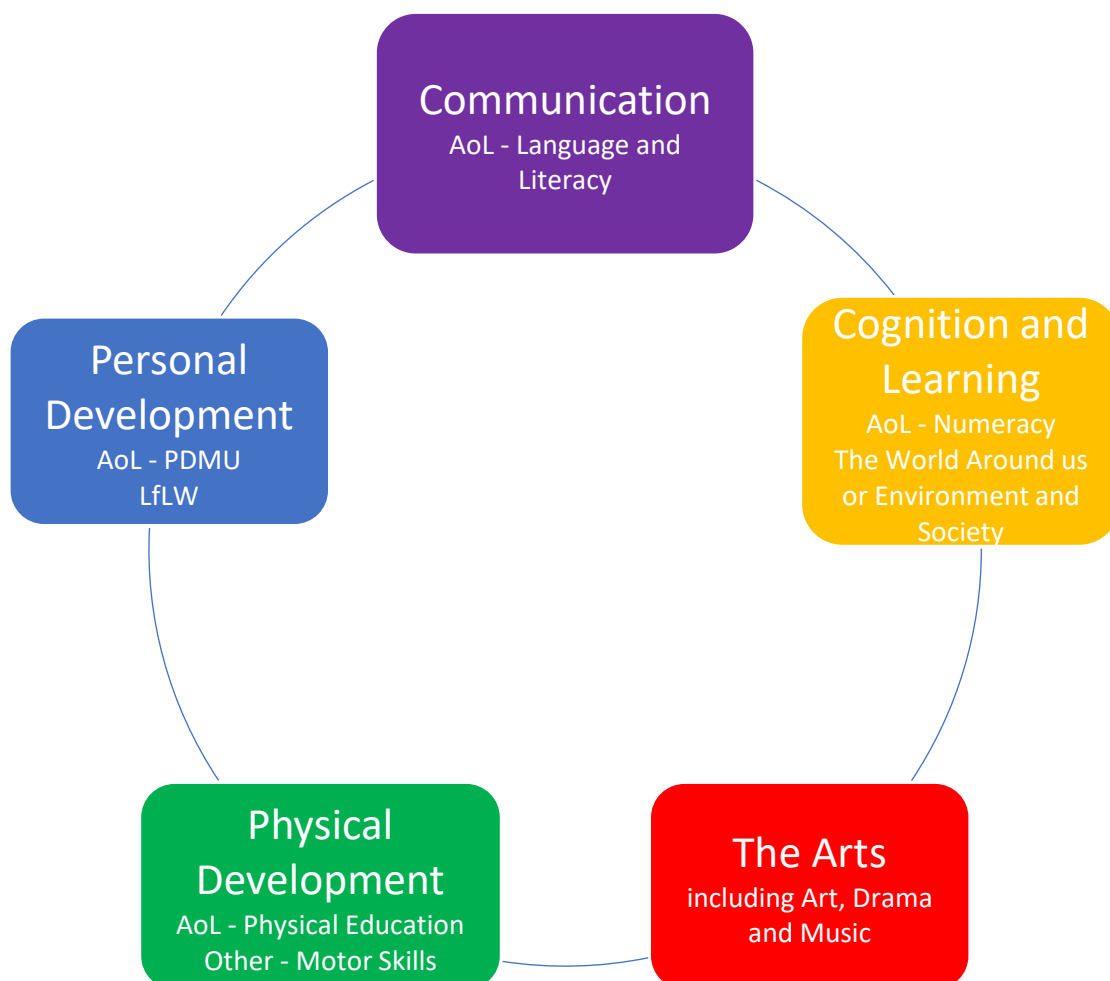 Communication
AoL - Language and
Literacy
Cognition and
Learning
AoL - Numeracy
The World Around us
or Environment and
Society
The Arts
including Art, Drama
and Music
Physical
Development
AoL - Physical Education
Other - Motor Skills
Personal
Development
AoL - PDMU
LfLW